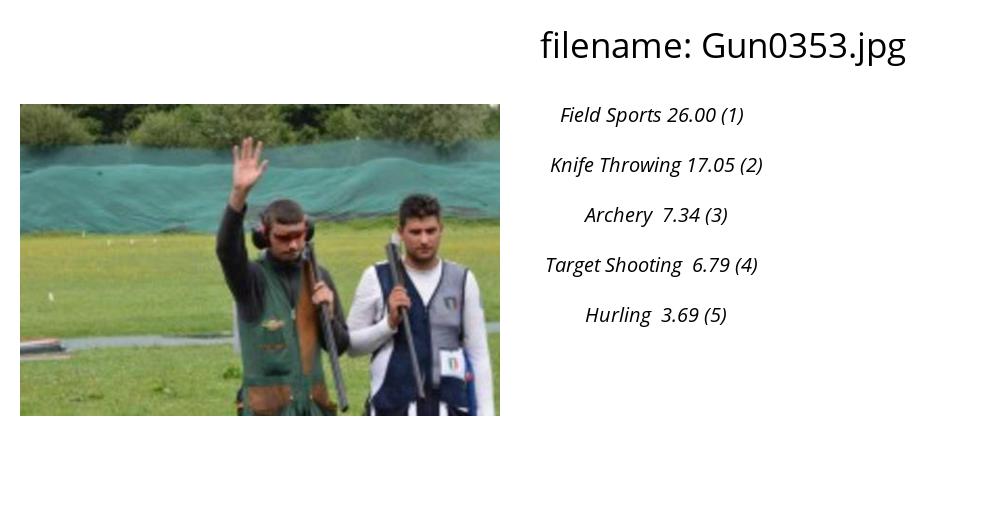 filename: Gun0353.jpg
Field Sports 26.00 (1)
Knife Throwing 17.05 (2)
Archery 7.34 (3)
Target Shooting 6.79 (4)
Hurling 3.69 (5)